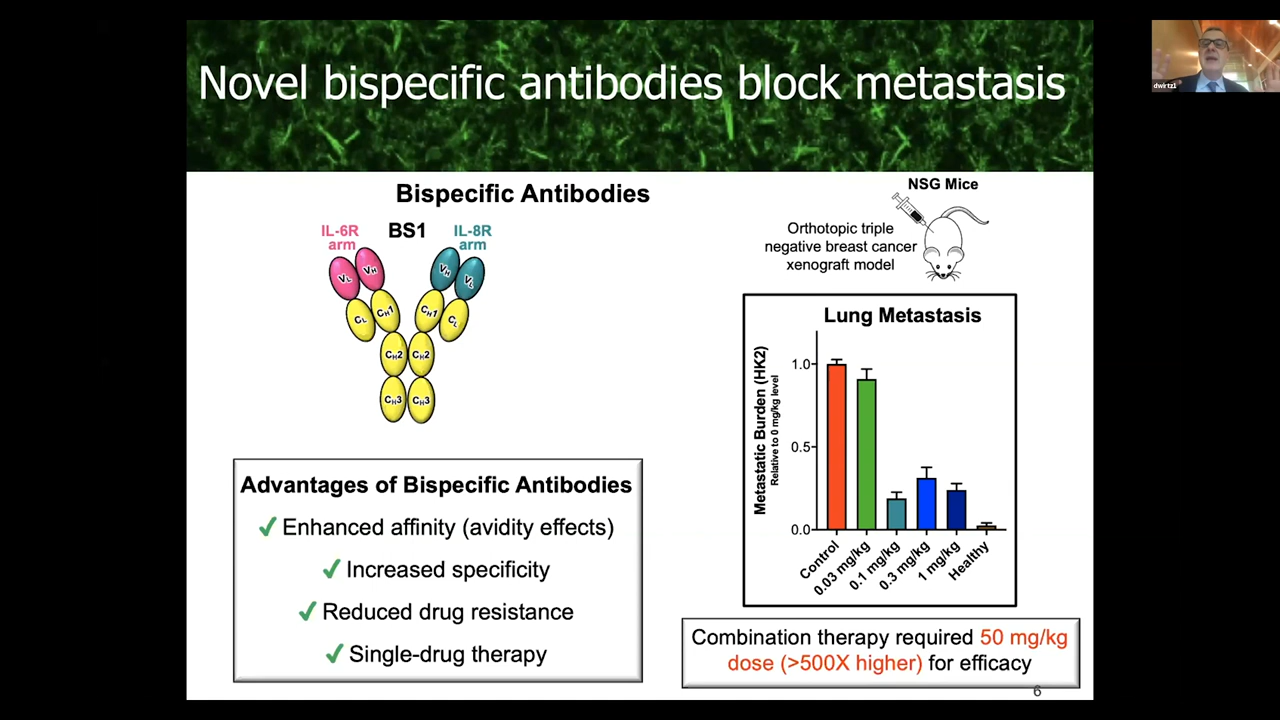 Novel bispecific antibodies block metastasis
dwirtz1
Bispecific Antibodies
IL-6R
arm
BS1
IL-8R
arm
VL
VH
VH
VL
CL
CH1
CH1
CL
CH2
CH2
CH3
CH3
Advantages of Bispecific Antibodies
✓ Enhanced affinity (avidity effects)
✓ Increased specificity
✓ Reduced drug resistance
✓ Single-drug therapy
NSG Mice
Orthotopic triple
negative breast cancer
xenograft model
Lung Metastasis
Metastatic Burden (HK2)
Relative to 0 mg/kg level
1.0
0.5
0.0
Control
0.03 mg/kg
0.1 mg/kg
0.3 mg/kg
1 mg/kg
Healthy
Combination therapy required 50 mg/kg
dose (>500X higher) for efficacy
6